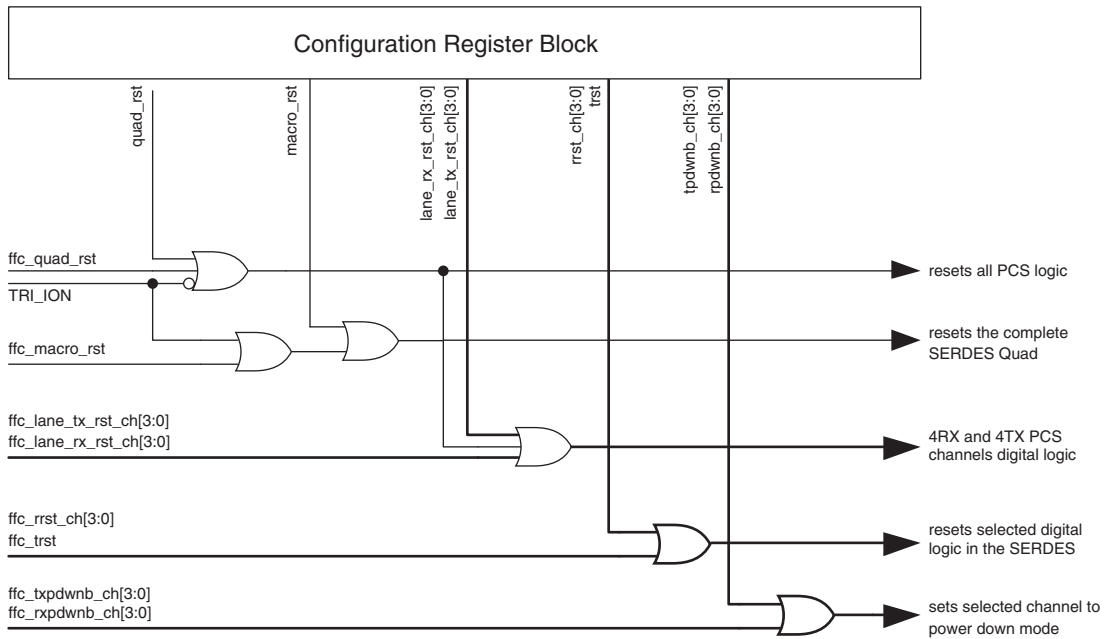 Configuration Register Block
quad_rst
macro_rst
lane_rx_rst_ch[3:0]
lane_tx_rst_ch[3:0]
rrst_ch[3:0]
trst
tpdwnb_ch[3:0]
rpdwnb_ch[3:0]
ffc_quad_rst
TRI_ION
resets all PCS logic
ffc_macro_rst
resets the complete
SERDES Quad
ffc_lane_tx_rst_ch[3:0]
ffc_lane_rx_rst_ch[3:0]
4RX and 4TX PCS
channels digital logic
ffc_rrst_ch[3:0]
ffc_trst
resets selected digital
logic in the SERDES
ffc_txpdwnb_ch[3:0]
ffc_rxpdwnb_ch[3:0]
sets selected channel to
power down mode